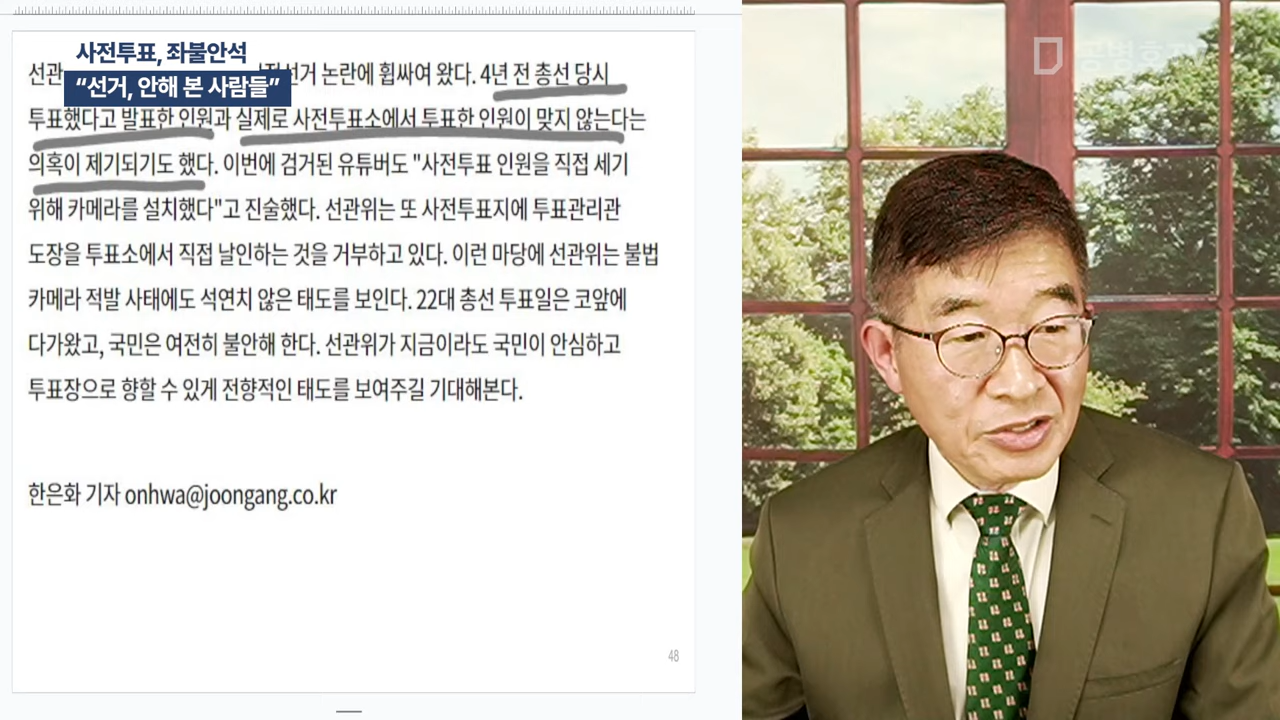 사전투표, 좌불안석
“선거, 안해 본 사람들”
선관 선거 논란에 휩싸여 왔다. 4년 전 총선 당시
투표했다고 발표한 인원과 실제로 사전투표소에서 투표한 인원이 맞지 않는다는
의혹이 제기되기도 했다. 이번에 검거된 유튜버도 "사전투표 인원을 직접 세기
위해 카메라를 설치했다"고 진술했다. 선관위는 또 사전투표지에 투표관리관
도장을 투표소에서 직접 날인하는 것을 거부하고 있다. 이런 마당에 선관위는 불법
카메라 적발 사태에도 석연치 않은 태도를 보인다. 22대 총선 투표일은 코앞에
다가왔고, 국민은 여전히 불안해 한다. 선관위가 지금이라도 국민이 안심하고
투표장으로 향할 수 있게 전향적인 태도를 보여주길 기대해본다.
한은화 기자 onhwa@joongang.co.kr
48